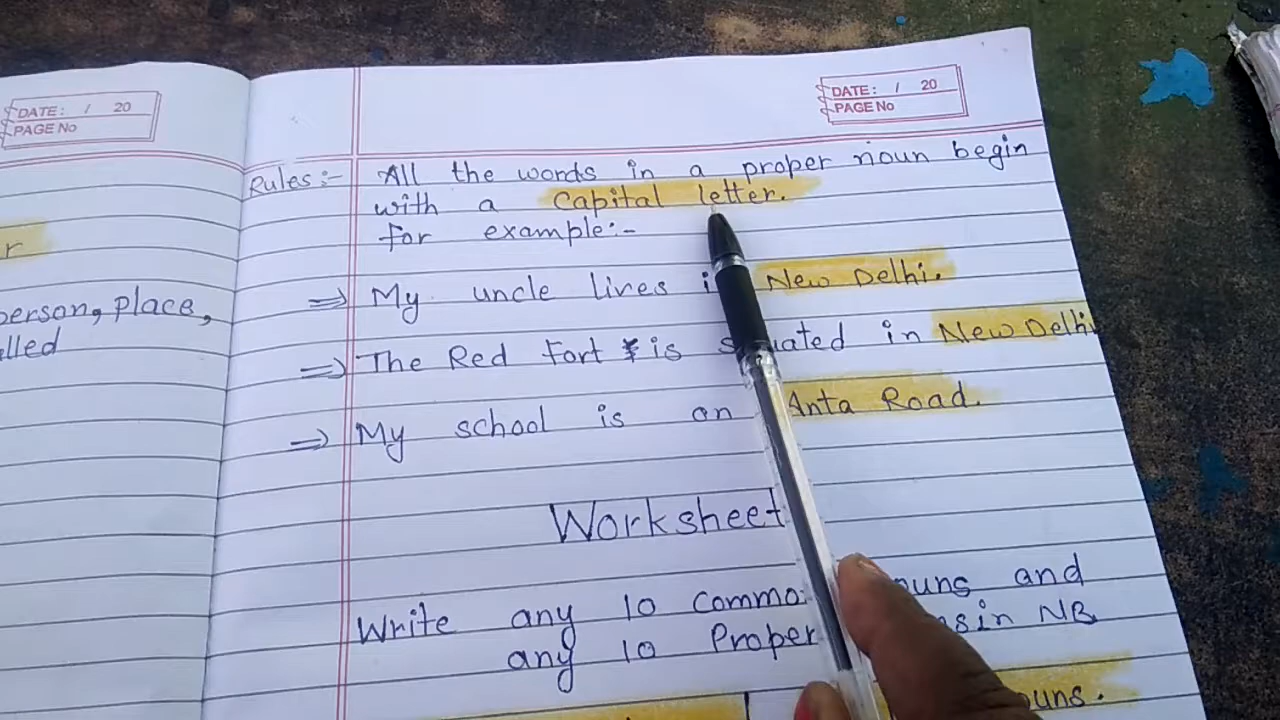 DATE: / 20
PAGE No
r
person, place,
lled
DATE: / 20
PAGE No
Rules:- All the words in a proper noun begin
with a Capital letter.
for example:-
⇒ My uncle lives New Delhi.
⇒ The Red Fort is situated in New Delhi.
⇒ My school is on Anta Road.
Worksheet
Write any 10 common nouns and
any 10 Proper in NB.
ouns.